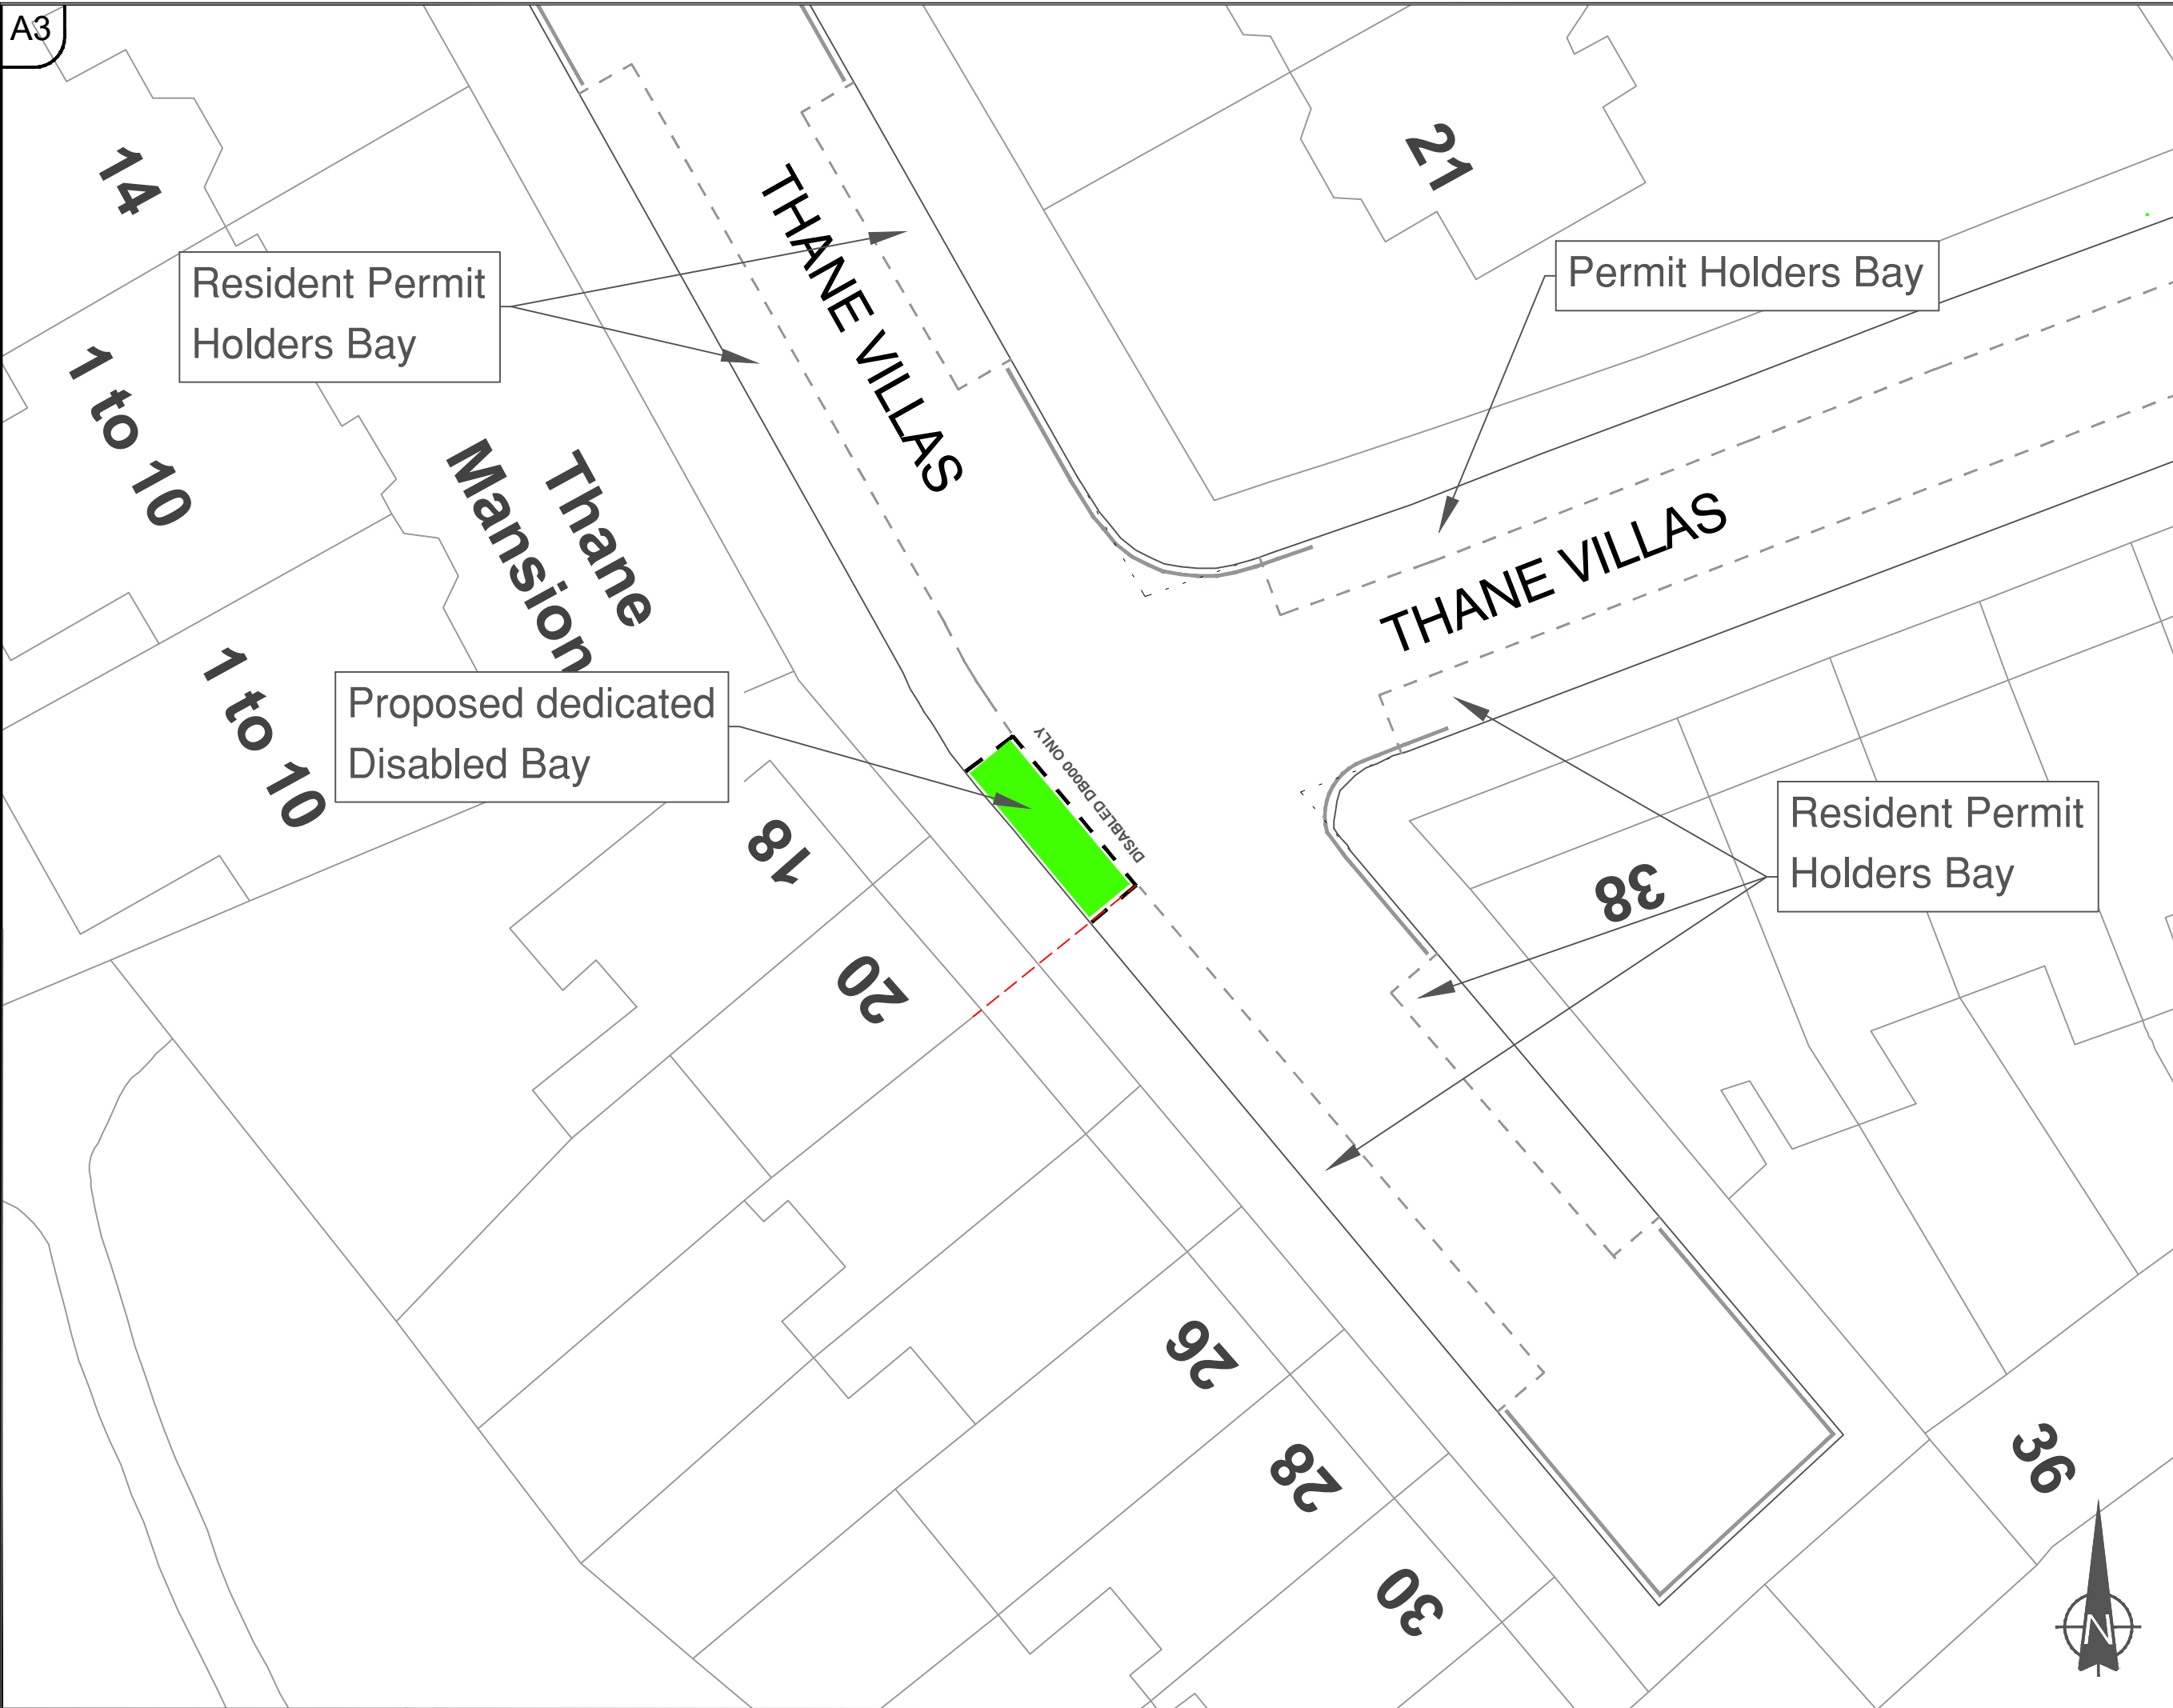 A3
14
21
THANE VILLAS
Resident Permit
Holders Bay
Permit Holders Bay
1 to 10
Thane
Mansion
THANE VILLAS
1 to 10
Proposed dedicated
Disabled Bay
DISABLED DB000 ONLY
18
Resident Permit
Holders Bay
38
20
26
28
36
30
N